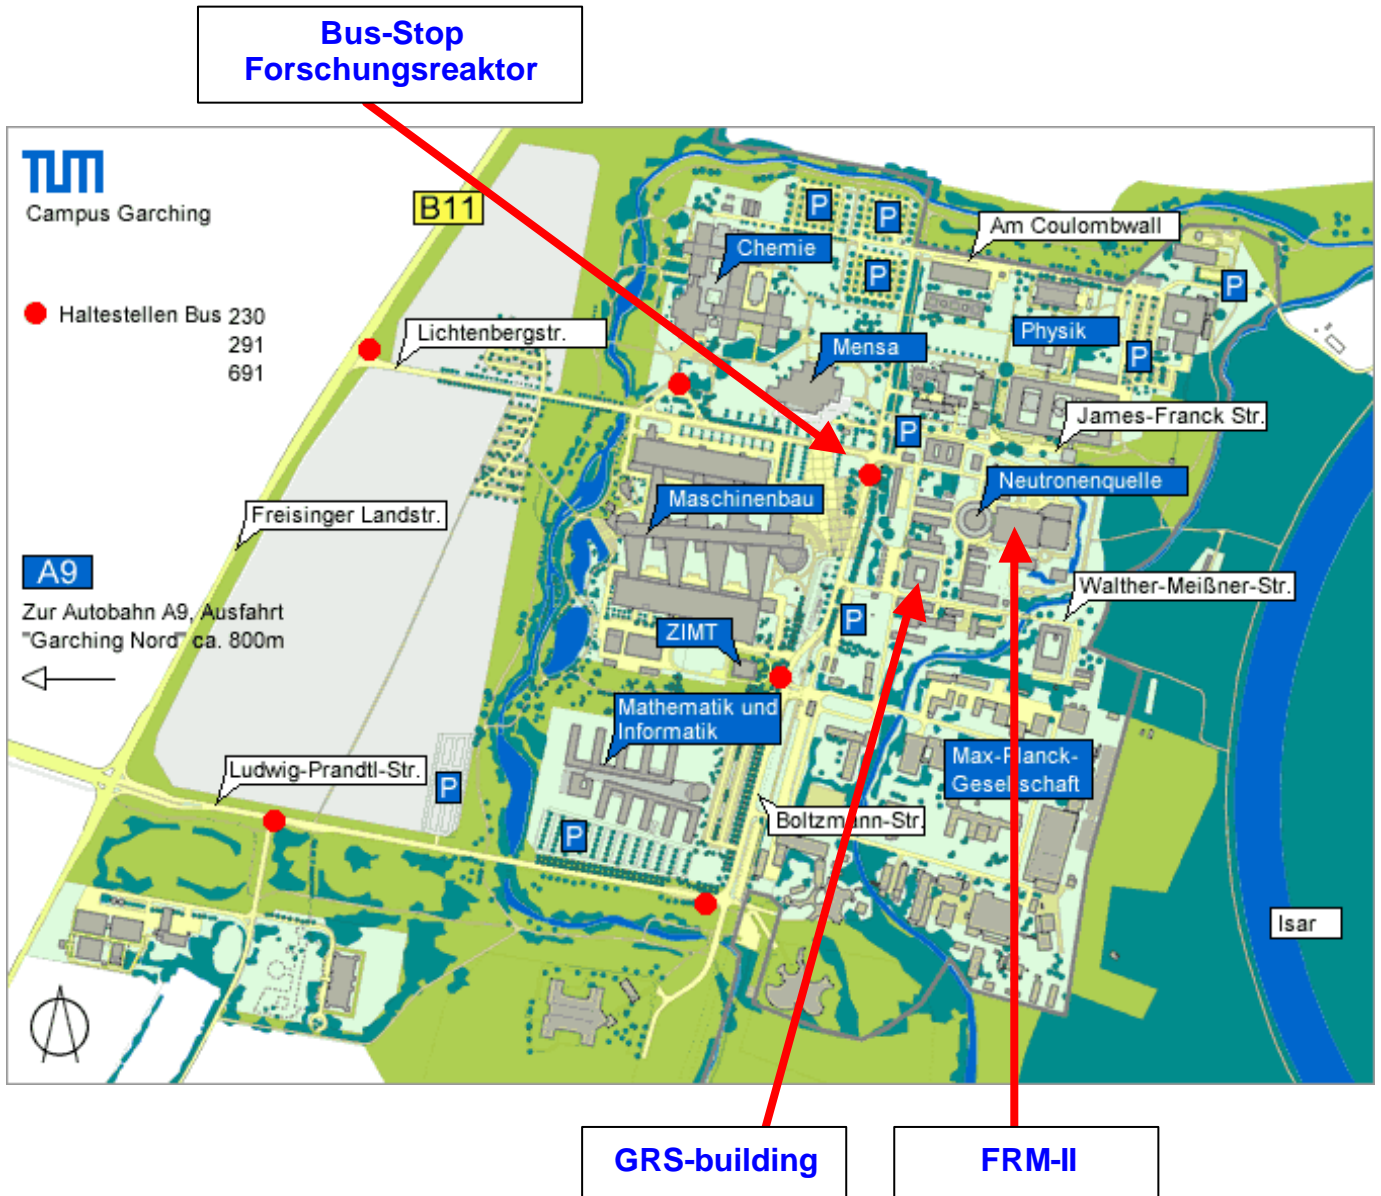 Bus-Stop
Forschungsreaktor
TUM
Campus Garching
B11
Am Coulombwall
P
P
Chemie
P
P
Haltestellen Bus 230
291
691
Lichtenbergstr.
Physik
Mensa
P
James-Franck Str.
P
Neutronenquelle
Maschinenbau
Freisinger Landstr.
A9
Zur Autobahn A9, Ausfahrt
"Garching Nord" ca. 800m
Walther-Meißner-Str.
P
ZIMT
Mathematik und
Informatik
Max-Planck-
Gesellschaft
Ludwig-Prandtl-Str.
P
Boltzmann-Str.
P
Isar
GRS-building
FRM-II